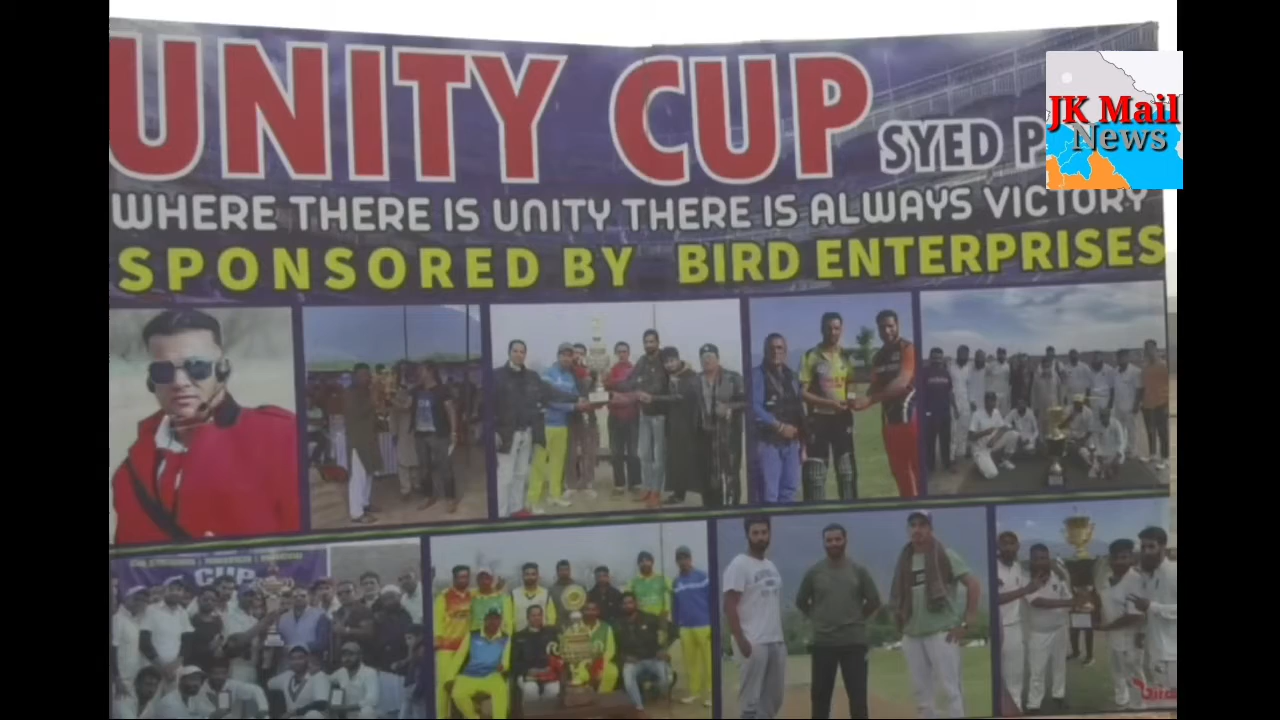 UNITY CUP SYED
JK Mail
News
WHERE THERE IS UNITY THERE IS ALWAYS VICTORY
SPONSORED BY BIRD ENTERPRISES
CUP